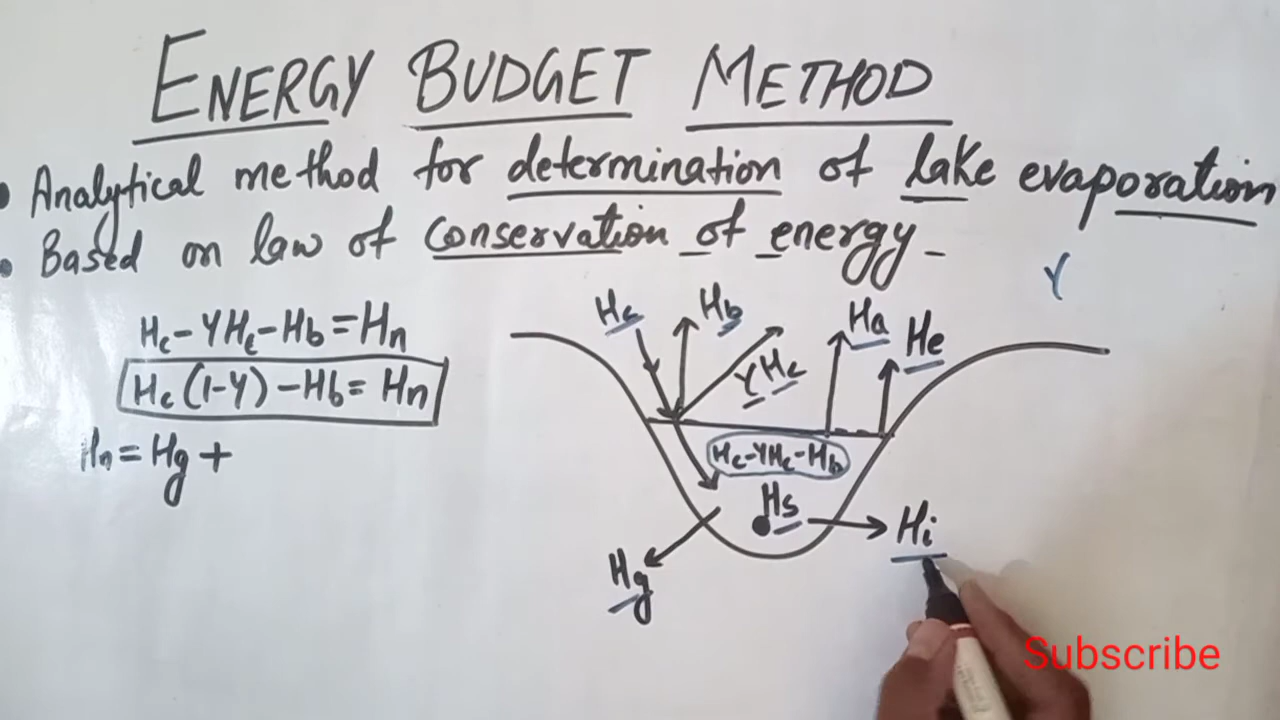 ENERGY BUDGET METHOD
• Analytical method for determination of lake evaporation
• Based on law of conservation of energy -
Hc - γHc - Hb = Hn
Hc (1-γ) - Hb = Hn
Hn = Hg +
γ
Hc
Hb
γHc
Ha
He
Hc-γHc-Hb
Hs
Hi
Hg
Subscribe